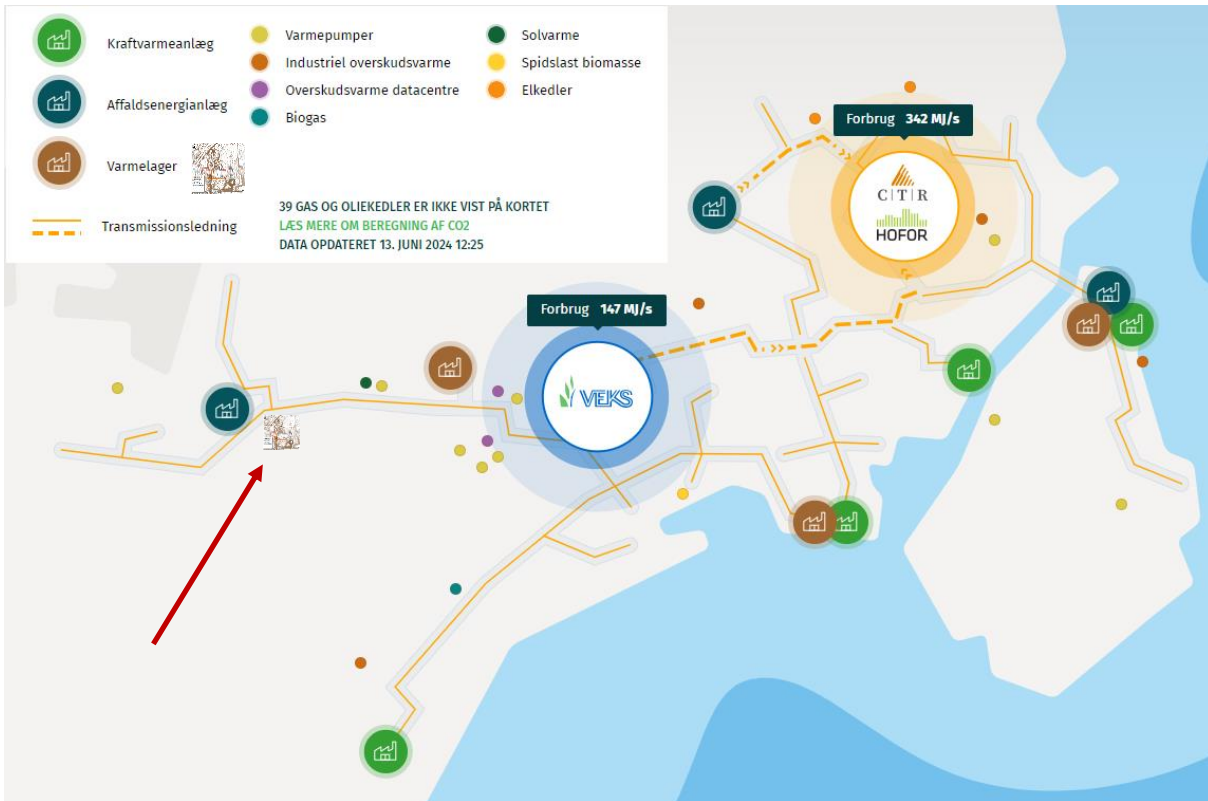 Kraftvarmeanlæg
Affaldsenergianlæg
Varmelager
Transmissionsledning
Varmepumper
Industriel overskudsvarme
Overskudsvarme datacentre
Biogas
Solvarme
Spidslast biomasse
Elkedler
39 GAS OG OLIEKEDLER ER IKKE VIST PÅ KORTET
LÆS MERE OM BEREGNING AF CO2
DATA OPDATERET 13. JUNI 2024 12:25
Forbrug 342 MJ/s
C|T|R
HOFOR
Forbrug 147 MJ/s
VEKS